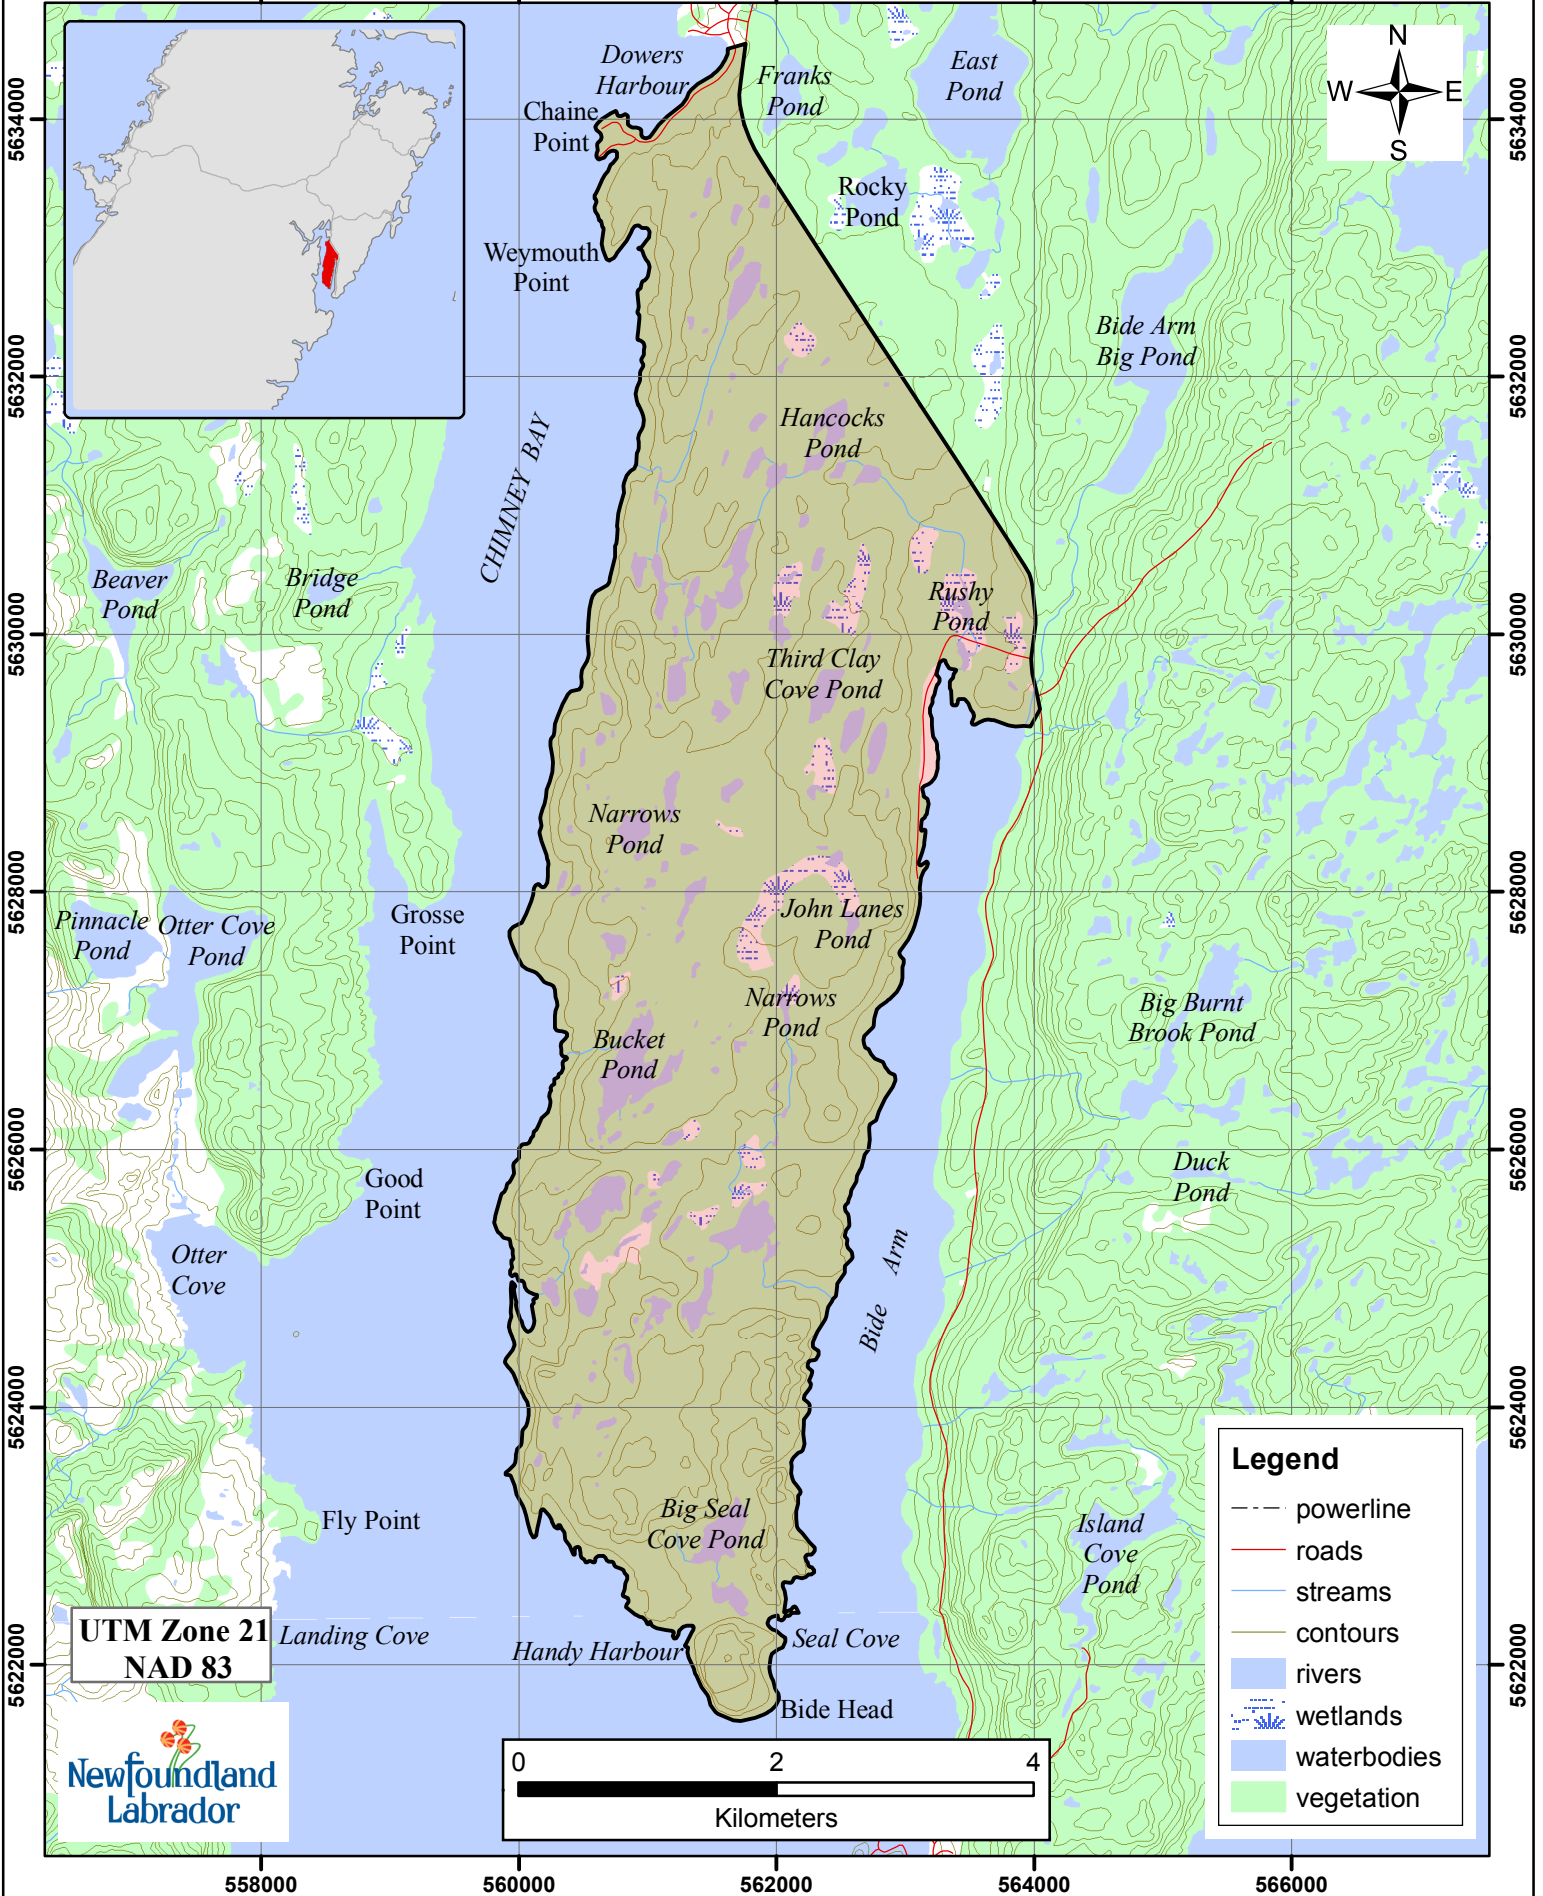 N
W E
S
Dowers
Harbour
Franks
Pond
East
Pond
Chaine
Point
Rocky
Pond
Weymouth
Point
Bide Arm
Big Pond
Hancocks
Pond
CHIMNEY BAY
Beaver
Pond
Bridge
Pond
Rushy
Pond
Third Clay
Cove Pond
Narrows
Pond
Pinnacle
Pond
Otter Cove
Pond
Grosse
Point
John Lanes
Pond
Narrows
Pond
Big Burnt
Brook Pond
Bucket
Pond
Good
Point
Duck
Pond
Otter
Cove
Bide Arm
Fly Point
Big Seal
Cove Pond
Island
Cove
Pond
Landing Cove
Handy Harbour
Seal Cove
Bide Head
UTM Zone 21
NAD 83
Newfoundland
Labrador
0 2 4
Kilometers
Legend
powerline
roads
streams
contours
rivers
wetlands
waterbodies
vegetation
5634000
5632000
5630000
5628000
5626000
5624000
5622000
5634000
5632000
5630000
5628000
5626000
5624000
5622000
558000 560000 562000 564000 566000